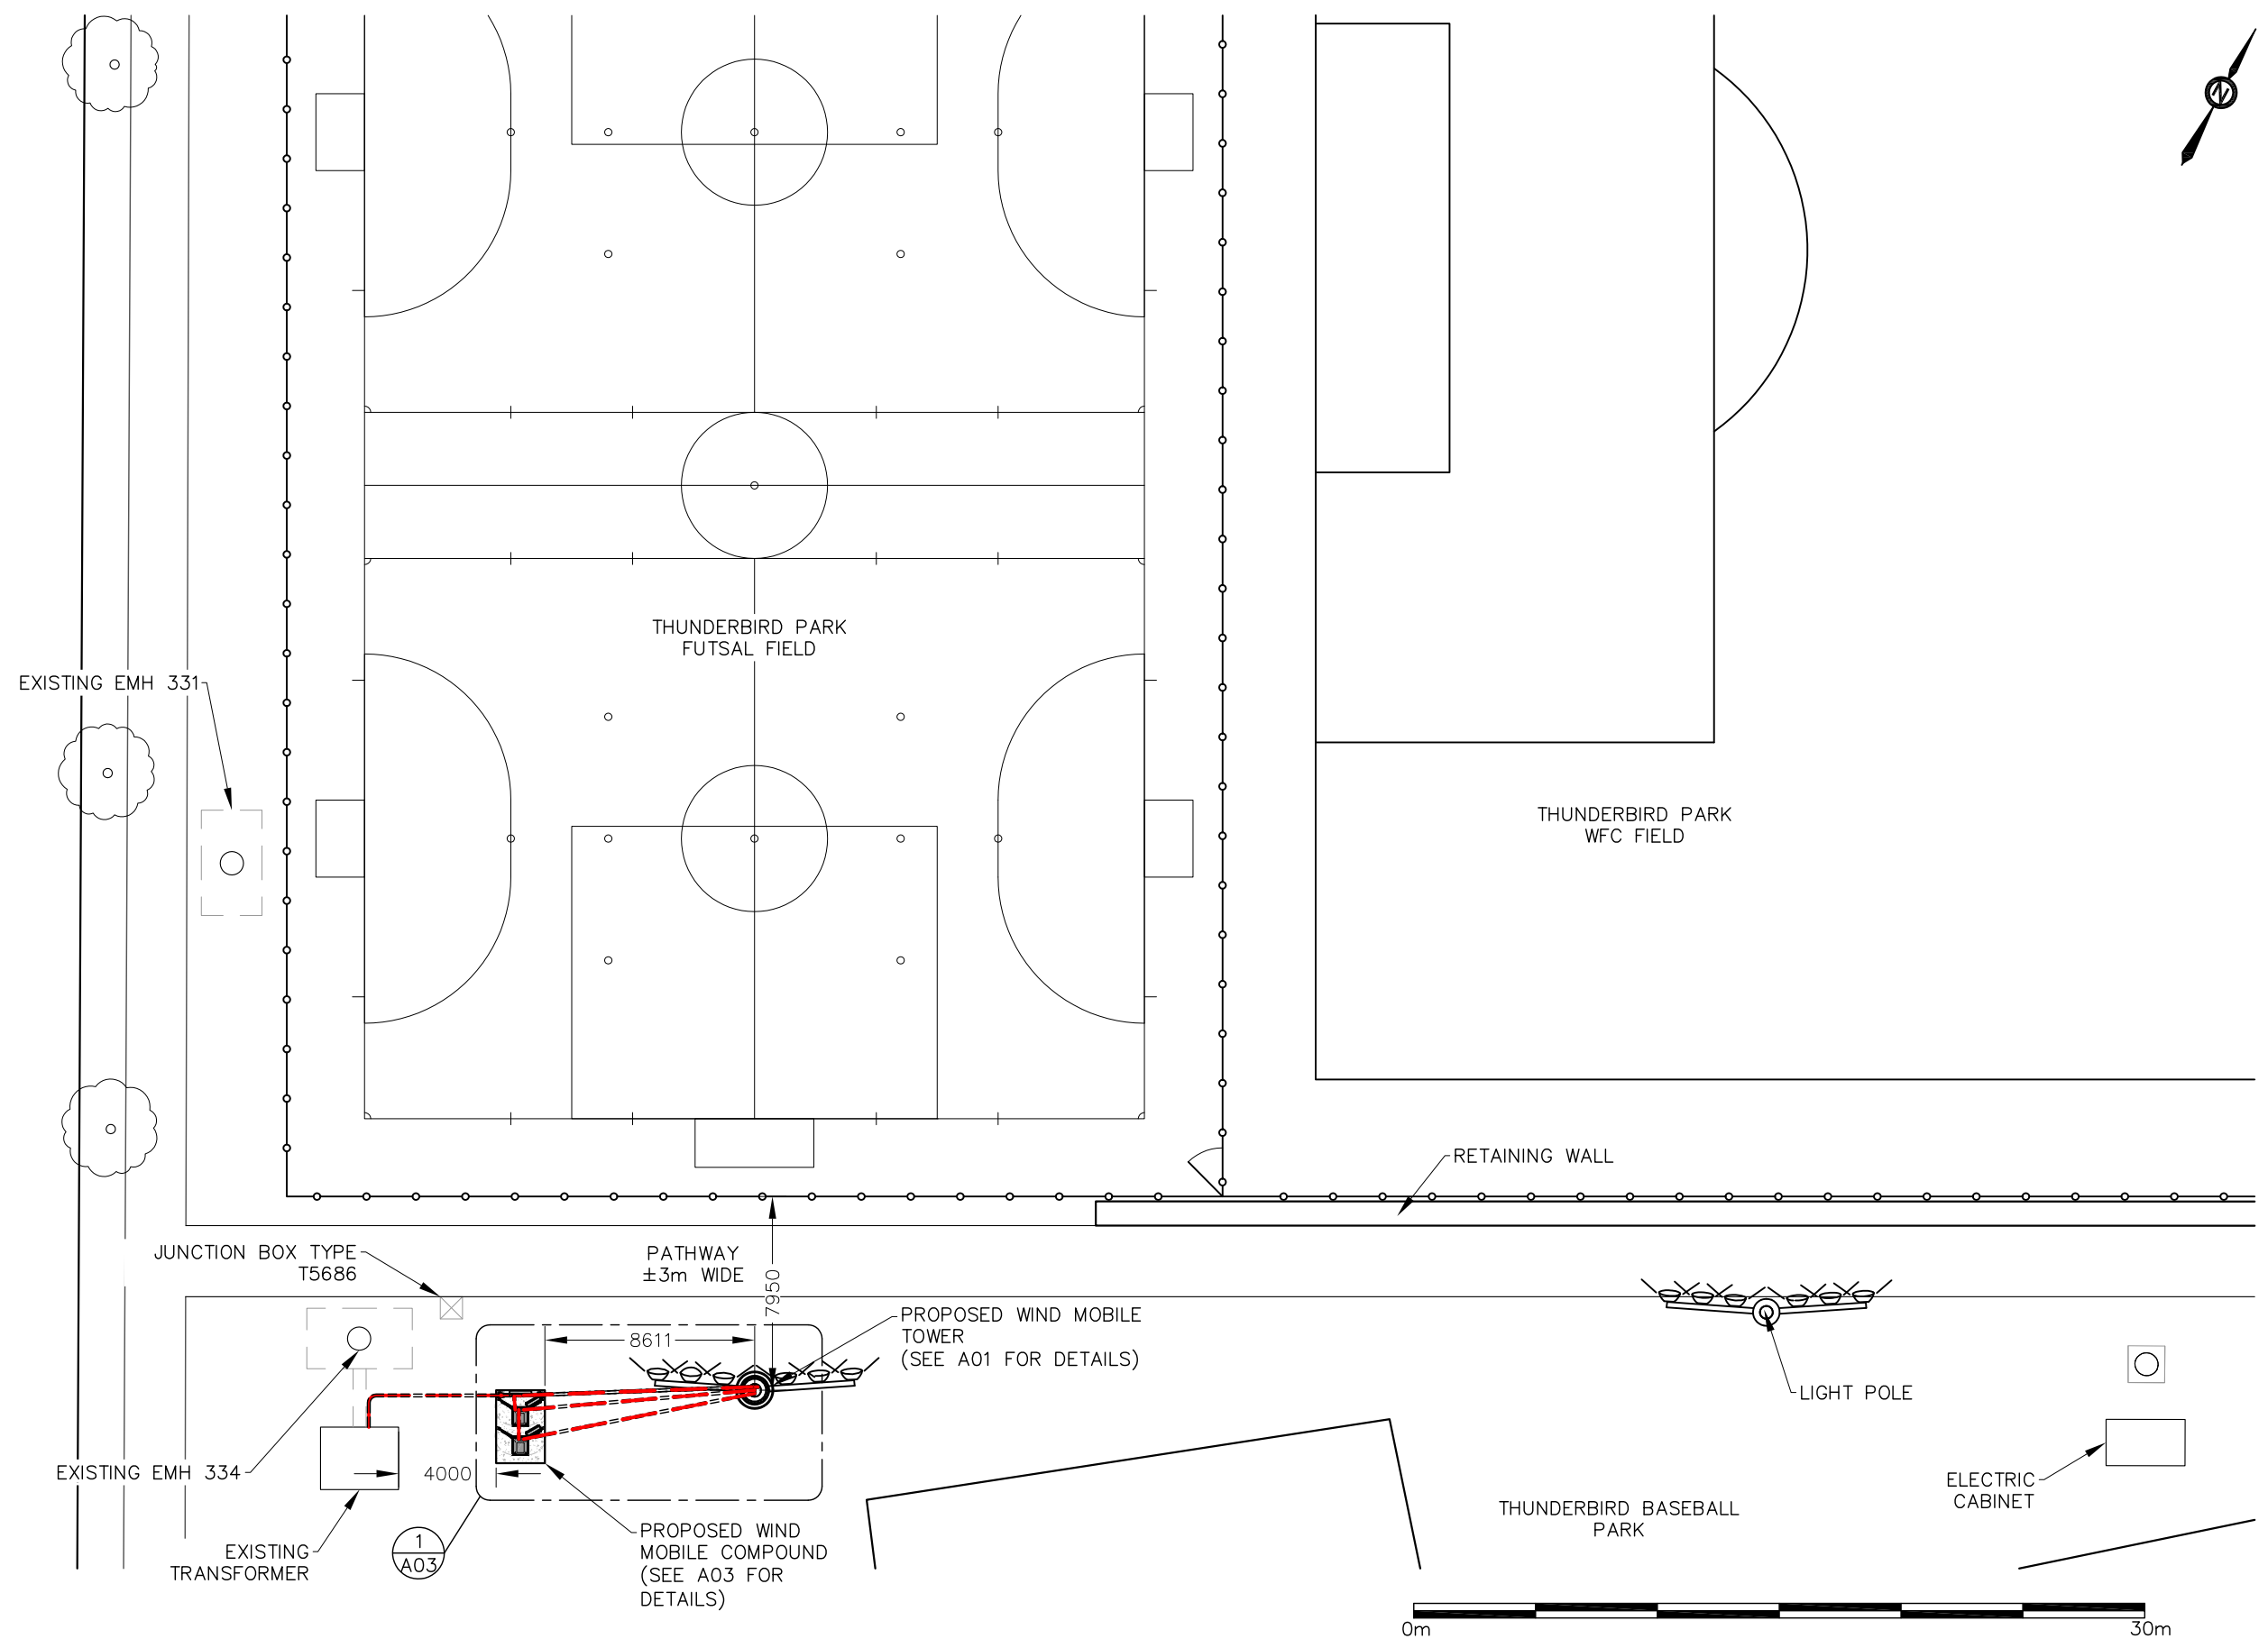 N
THUNDERBIRD PARK
FUTSAL FIELD
EXISTING EMH 331
THUNDERBIRD PARK
WFC FIELD
RETAINING WALL
JUNCTION BOX TYPE
T5686
PATHWAY
±3m WIDE
7950
PROPOSED WIND MOBILE
TOWER
(SEE A01 FOR DETAILS)
8611
LIGHT POLE
EXISTING EMH 334
4000
ELECTRIC
CABINET
THUNDERBIRD BASEBALL
PARK
PROPOSED WIND
MOBILE COMPOUND
(SEE A03 FOR
DETAILS)
1
A03
EXISTING
TRANSFORMER
0m
30m